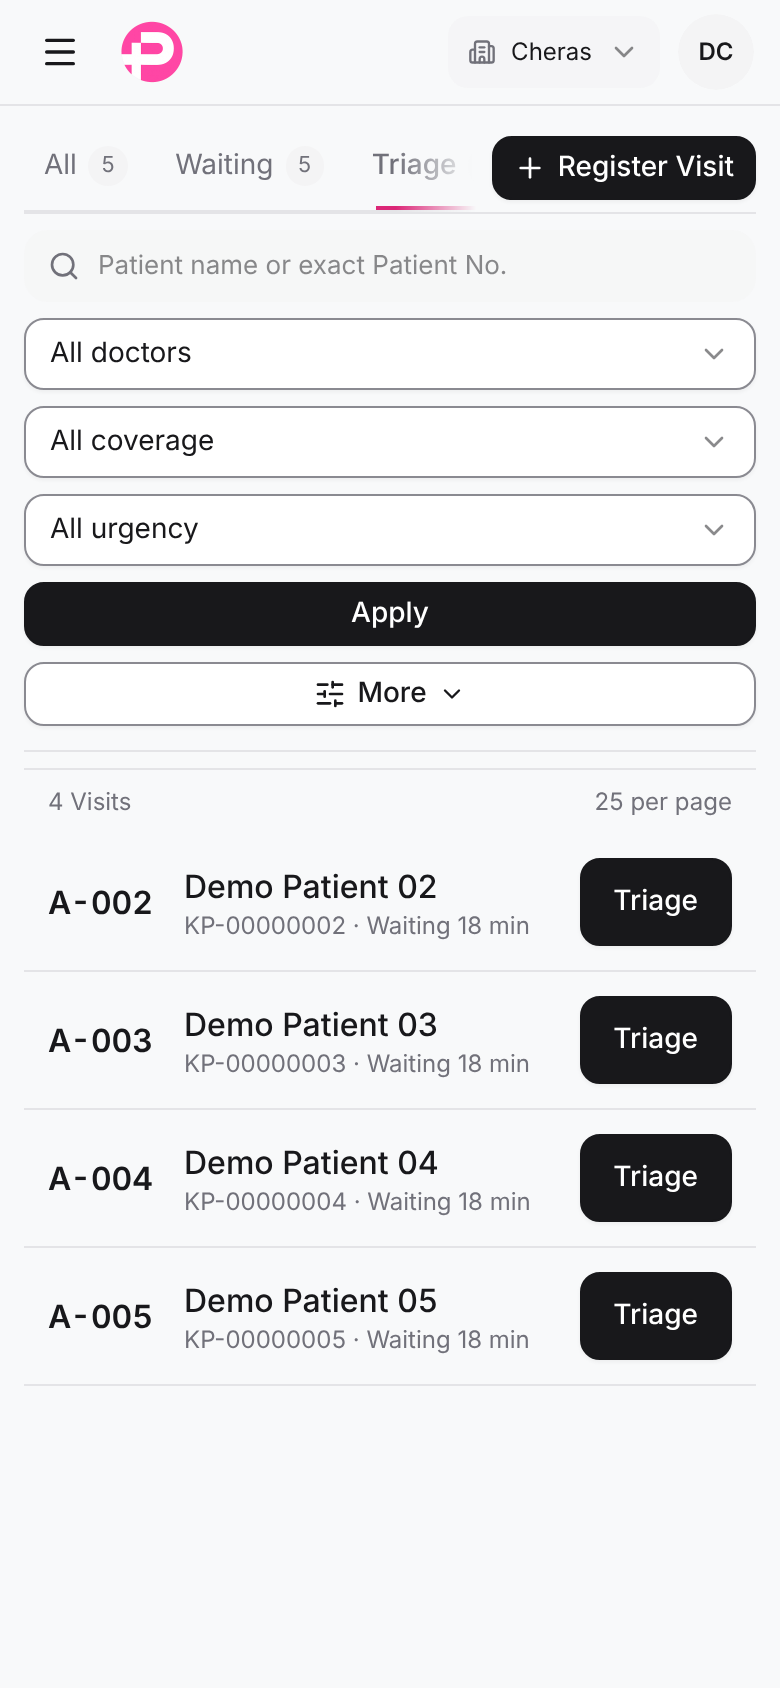 Cheras
DC
All 5 Waiting 5 Triage
Register Visit
Patient name or exact Patient No.
All doctors
All coverage
All urgency
Apply
More
4 Visits 25 per page
A-002 Demo Patient 02 Triage
KP-00000002 · Waiting 18 min
A-003 Demo Patient 03 Triage
KP-00000003 · Waiting 18 min
A-004 Demo Patient 04 Triage
KP-00000004 · Waiting 18 min
A-005 Demo Patient 05 Triage
KP-00000005 · Waiting 18 min